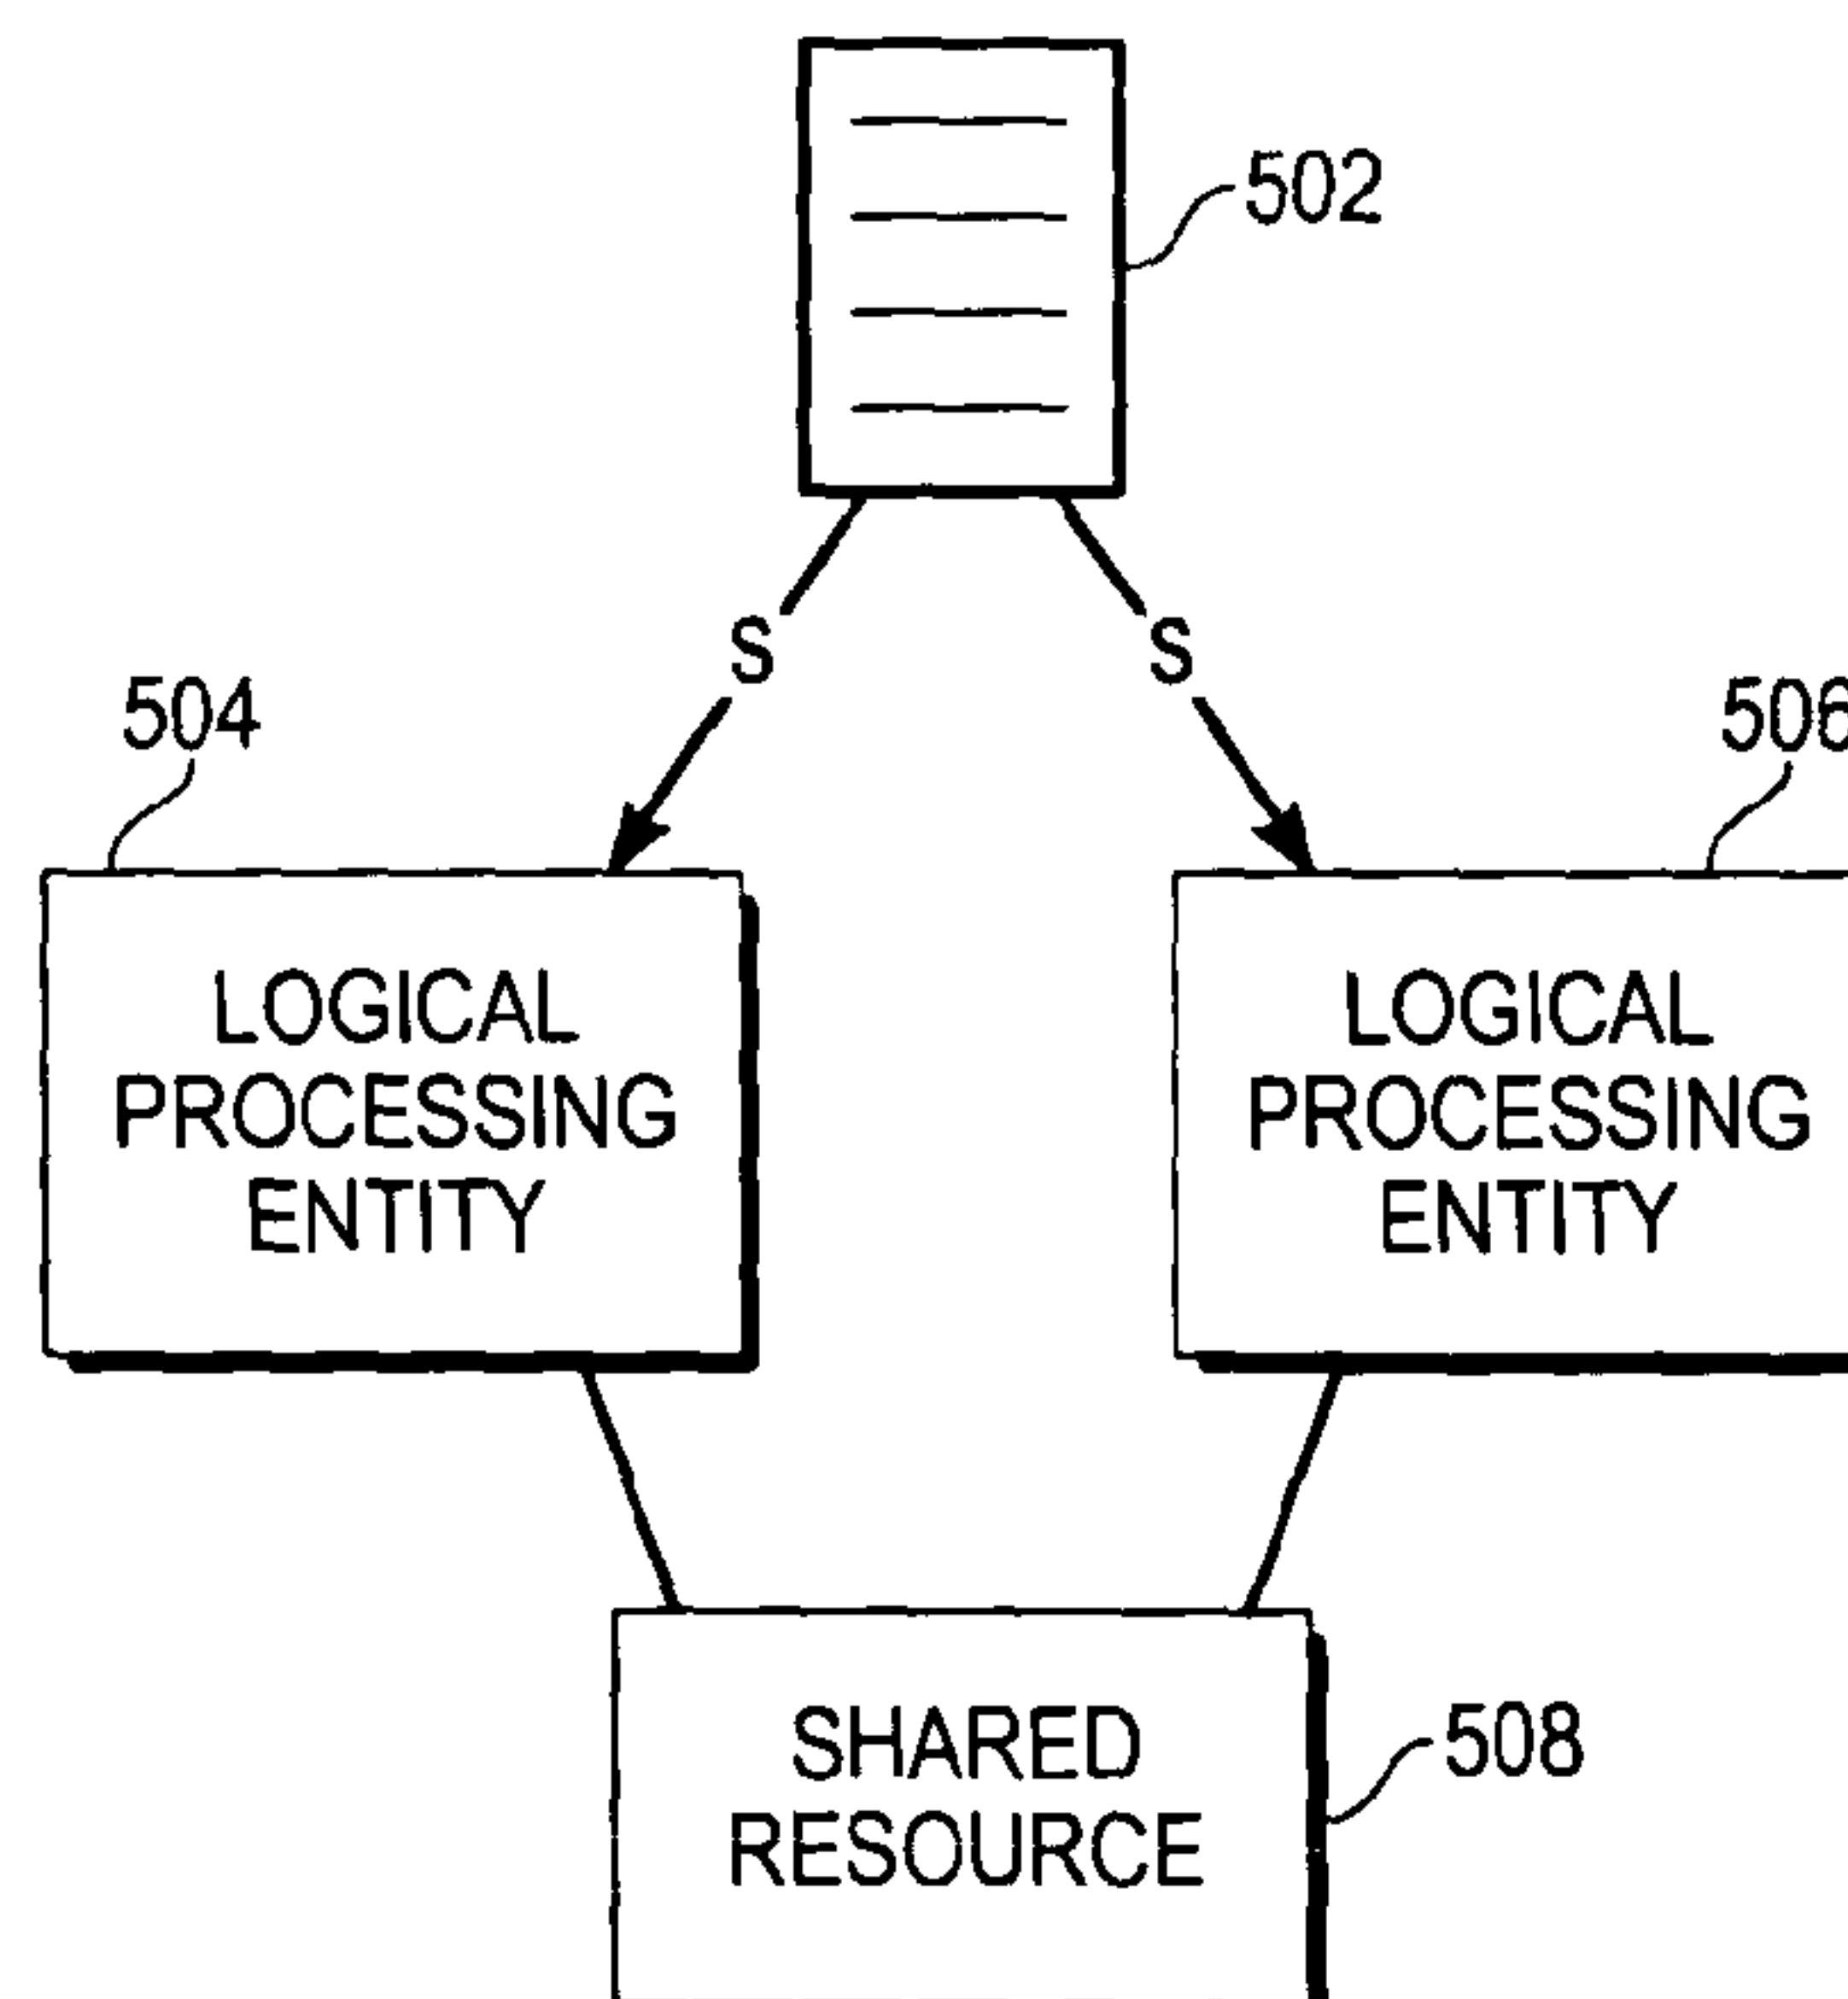 502
S S
504
506
LOGICAL
PROCESSING
ENTITY
LOGICAL
PROCESSING
ENTITY
SHARED
RESOURCE
508